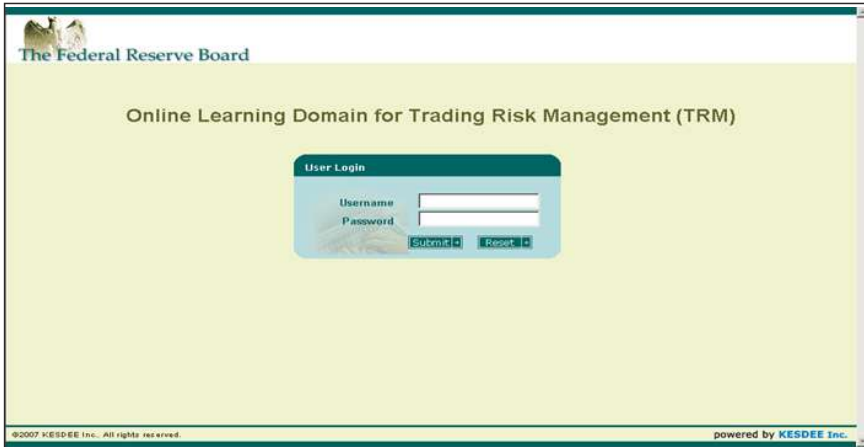 The Federal Reserve Board
Online Learning Domain for Trading Risk Management (TRM)
User Login
Username
Password
Submit Reset
©2007 KESDEE Inc., All rights reserved. powered by KESDEE Inc.